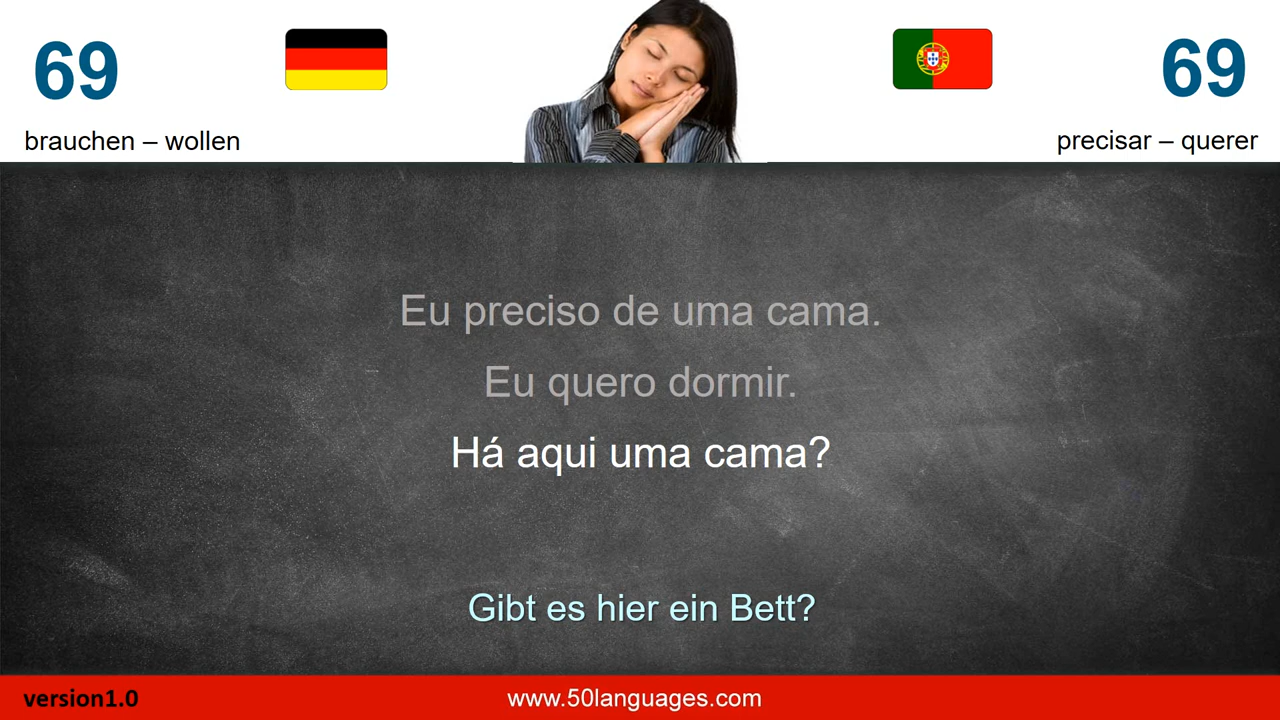 69
69
brauchen – wollen
precisar – querer
Eu preciso de uma cama.
Eu quero dormir.
Há aqui uma cama?
Gibt es hier ein Bett?
version1.0
www.50languages.com